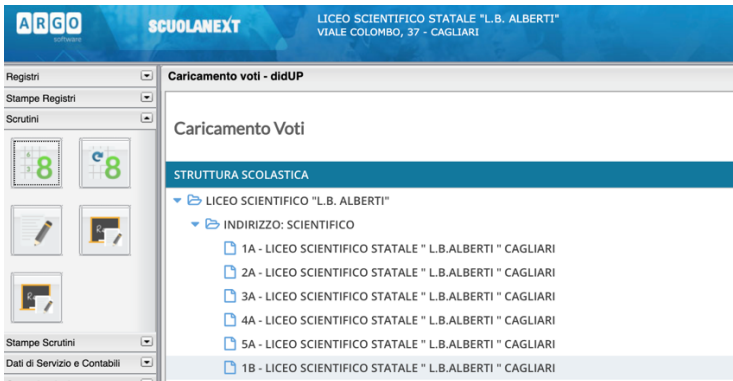 ARGO
software
SCUOLANEXT
LICEO SCIENTIFICO STATALE "L.B. ALBERTI"
VIALE COLOMBO, 37 - CAGLIARI
Registri
Stampe Registri
Scrutini
8
8
Stampe Scrutini
Dati di Servizio e Contabili
Caricamento voti - didUP
Caricamento Voti
STRUTTURA SCOLASTICA
LICEO SCIENTIFICO "L.B. ALBERTI"
INDIRIZZO: SCIENTIFICO
1A - LICEO SCIENTIFICO STATALE " L.B.ALBERTI " CAGLIARI
2A - LICEO SCIENTIFICO STATALE " L.B.ALBERTI " CAGLIARI
3A - LICEO SCIENTIFICO STATALE " L.B.ALBERTI " CAGLIARI
4A - LICEO SCIENTIFICO STATALE " L.B.ALBERTI " CAGLIARI
5A - LICEO SCIENTIFICO STATALE " L.B.ALBERTI " CAGLIARI
1B - LICEO SCIENTIFICO STATALE " L.B.ALBERTI " CAGLIARI